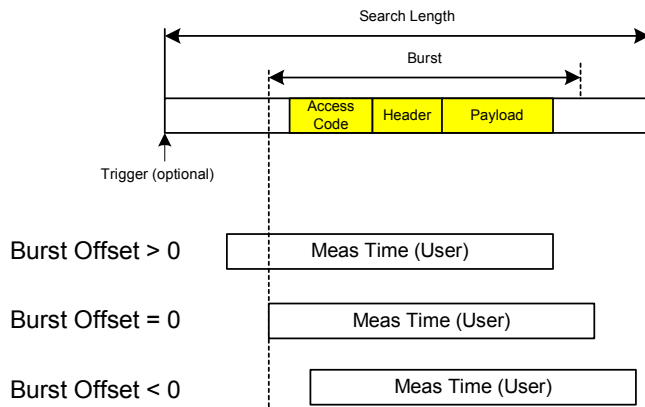 Search Length
Burst
Access
Code
Header
Payload
Trigger (optional)
Burst Offset > 0
Meas Time (User)
Burst Offset = 0
Meas Time (User)
Burst Offset < 0
Meas Time (User)